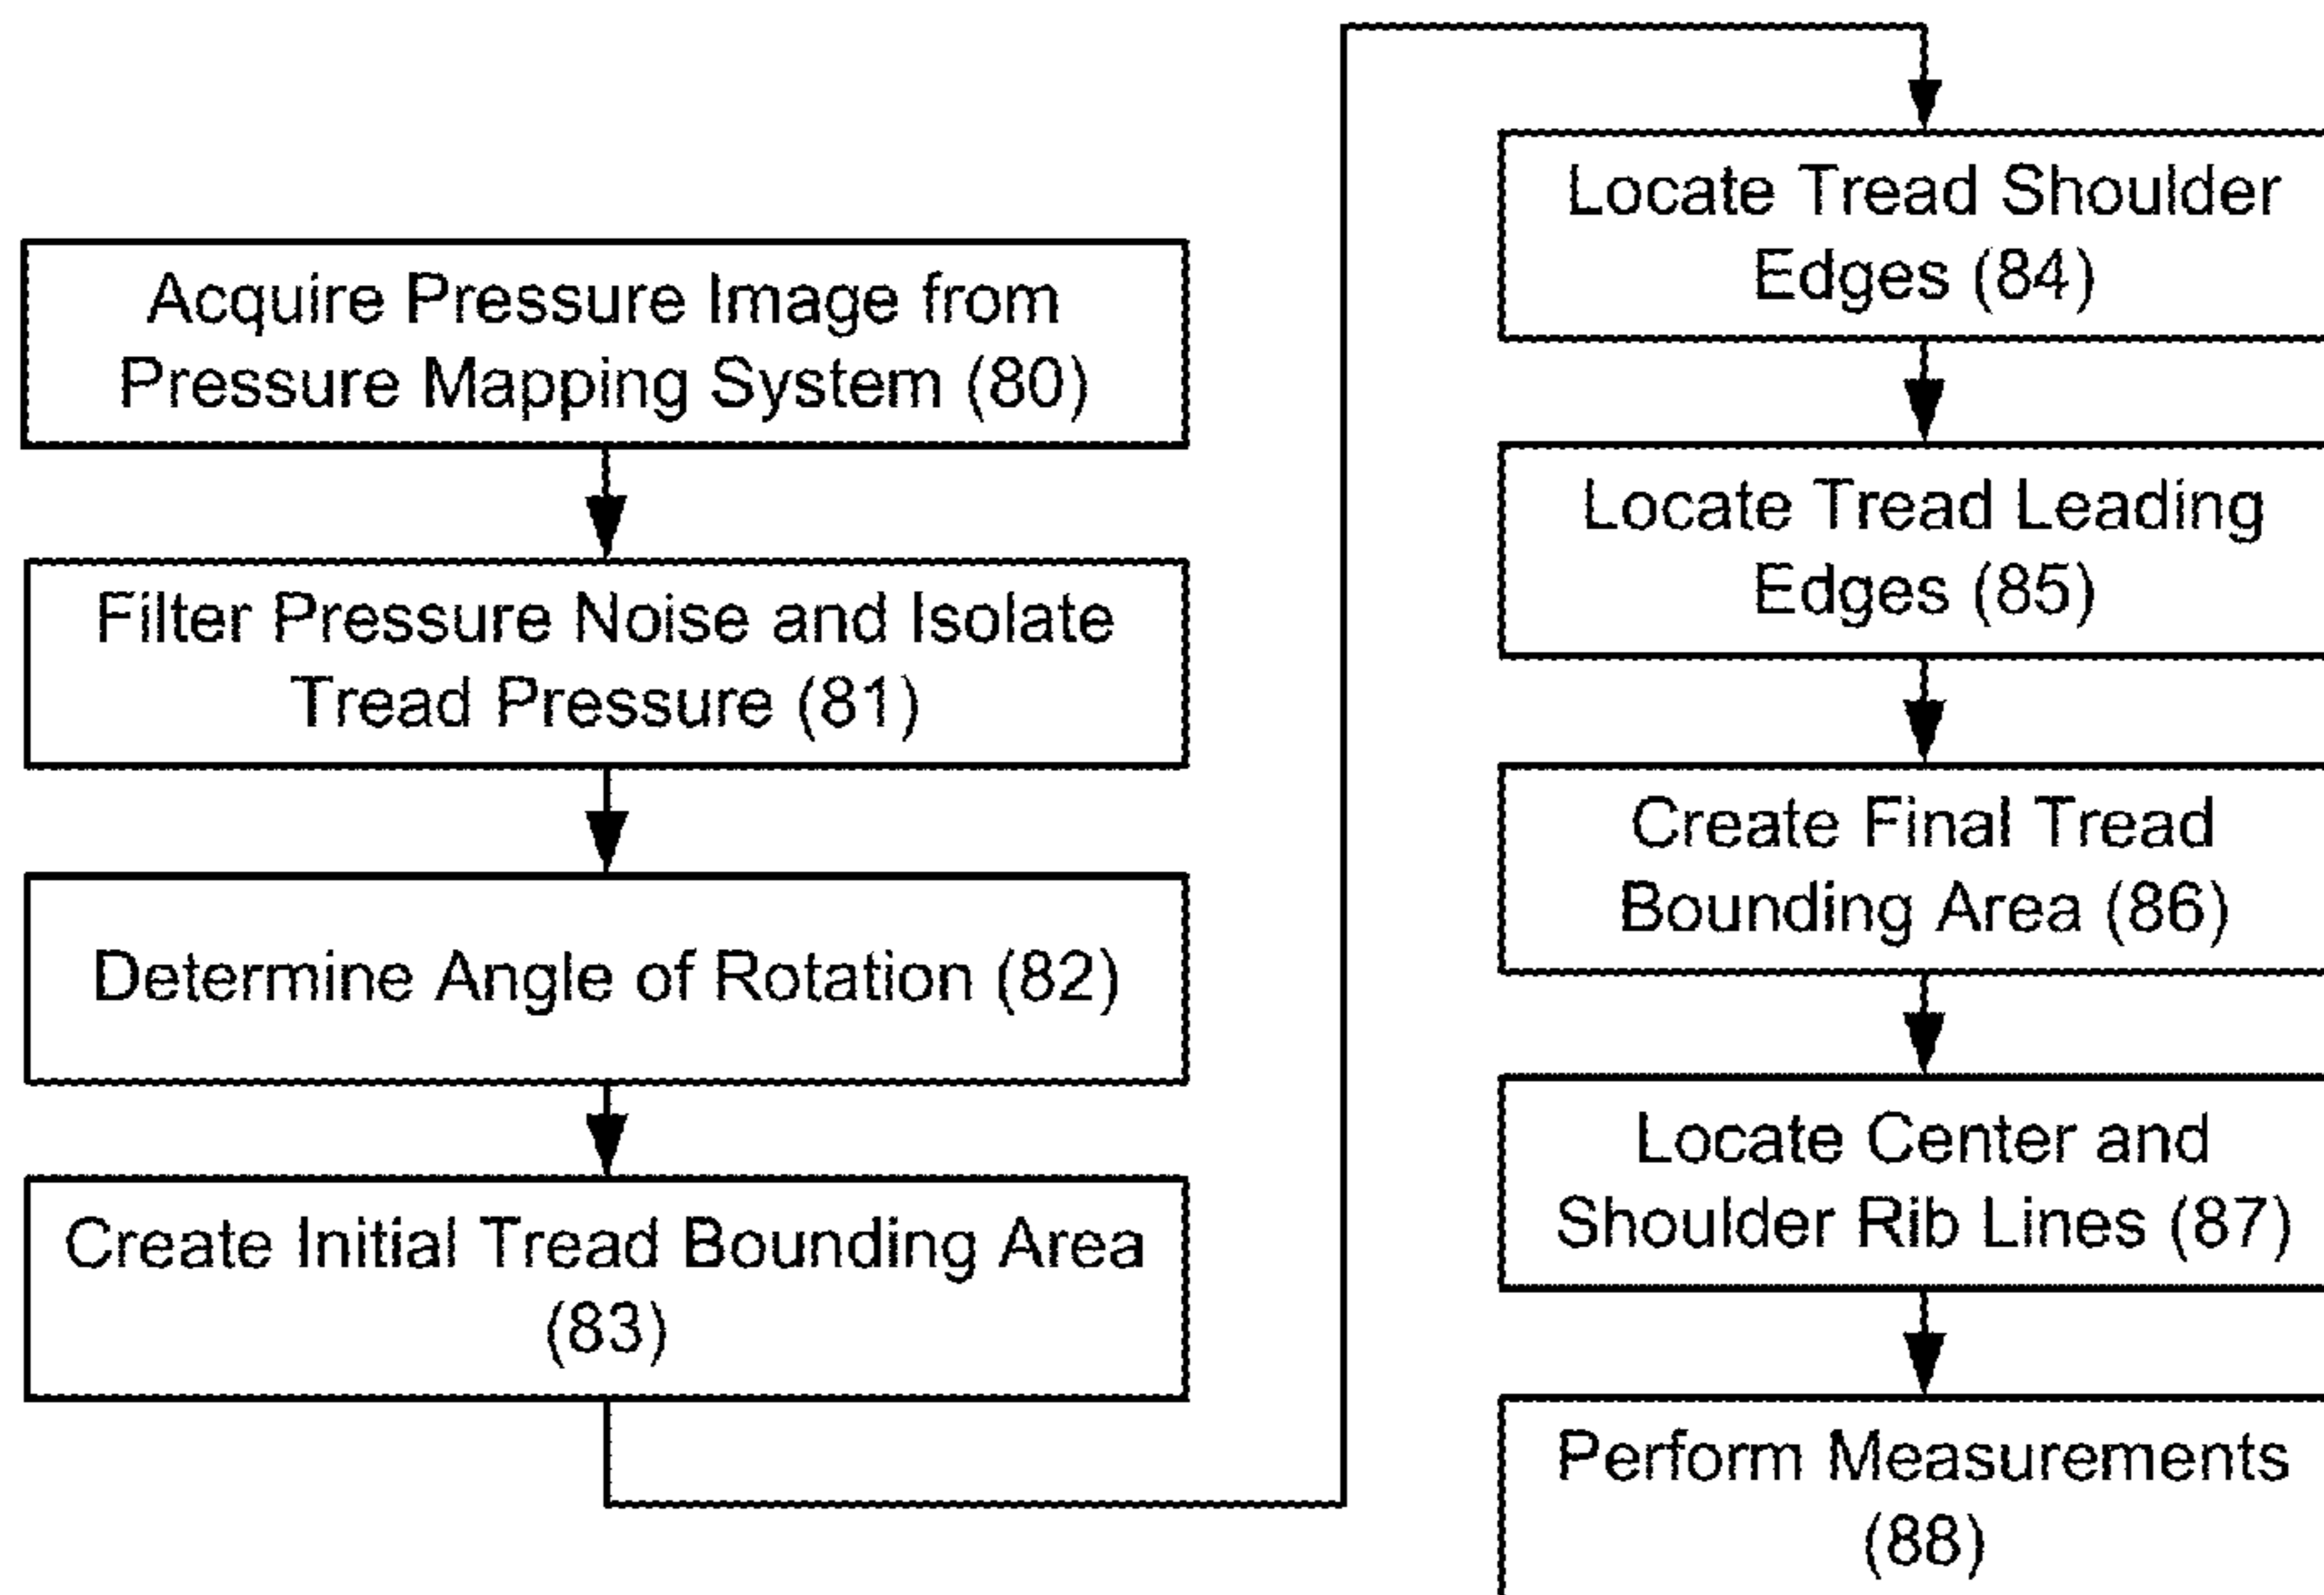 Acquire Pressure Image from
Pressure Mapping System (80)
Filter Pressure Noise and Isolate
Tread Pressure (81)
Determine Angle of Rotation (82)
Create Initial Tread Bounding Area
(83)
Locate Tread Shoulder
Edges (84)
Locate Tread Leading
Edges (85)
Create Final Tread
Bounding Area (86)
Locate Center and
Shoulder Rib Lines (87)
Perform Measurements
(88)